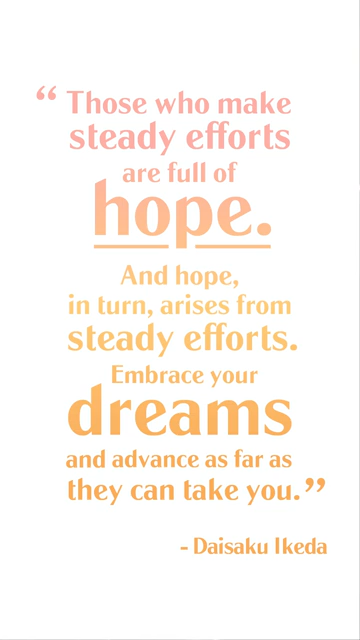 “ Those who make
steady efforts
are full of
hope.
And hope,
in turn, arises from
steady efforts.
Embrace your
dreams
and advance as far as
they can take you.”
- Daisaku Ikeda